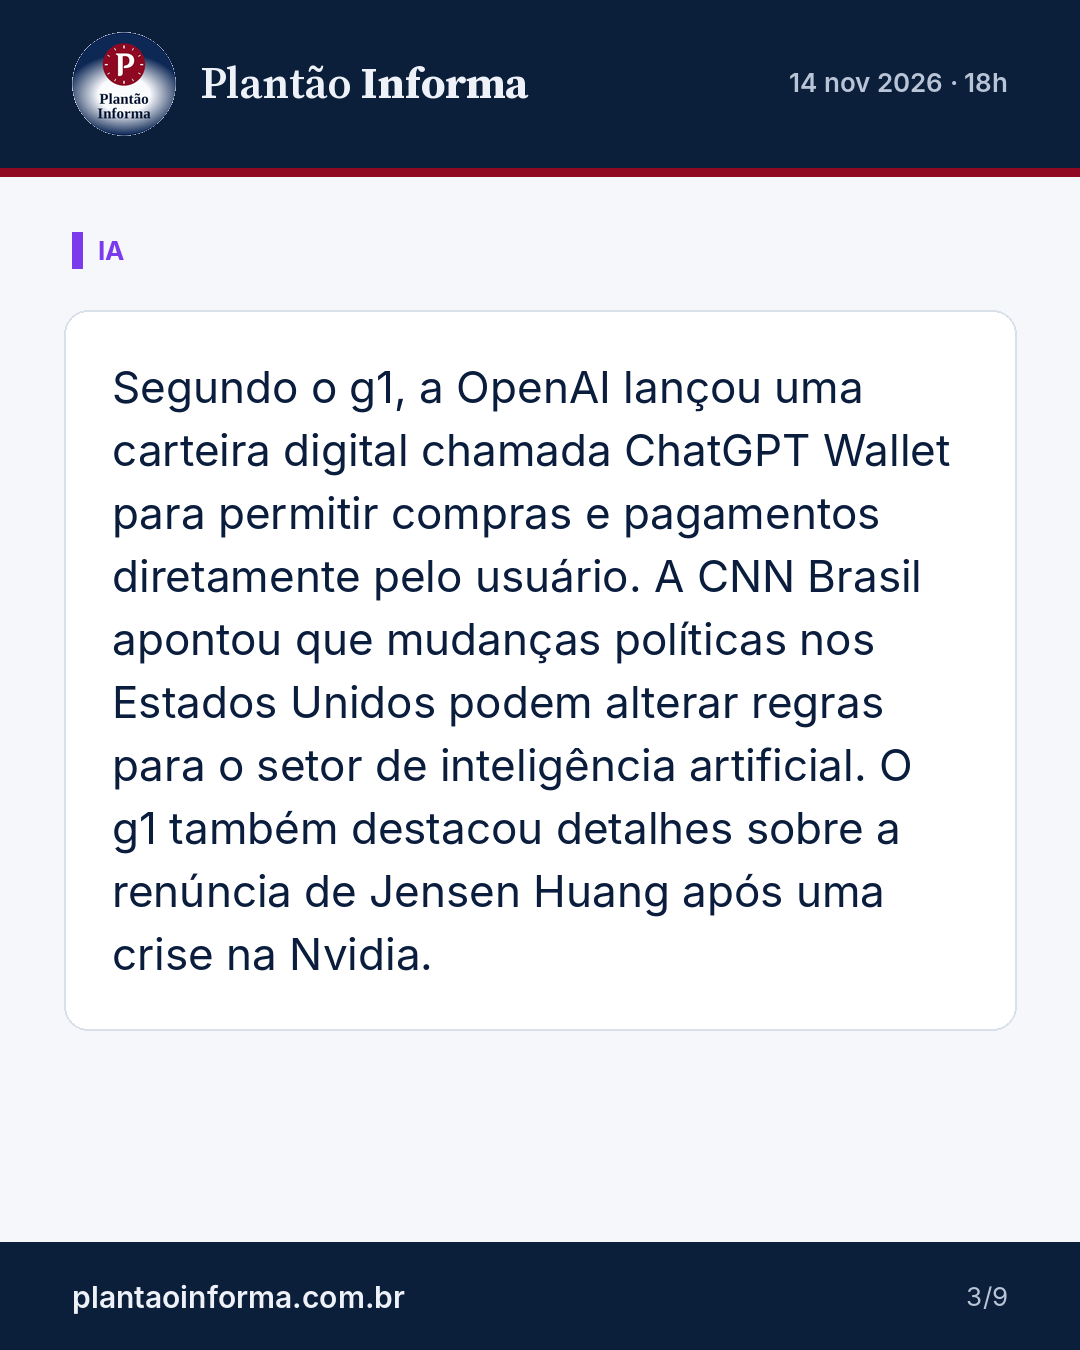 P
Plantão
Informa
Plantão Informa
14 nov 2026 · 18h
IA
Segundo o g1, a OpenAI lançou uma
carteira digital chamada ChatGPT Wallet
para permitir compras e pagamentos
diretamente pelo usuário. A CNN Brasil
apontou que mudanças políticas nos
Estados Unidos podem alterar regras
para o setor de inteligência artificial. O
g1 também destacou detalhes sobre a
renúncia de Jensen Huang após uma
crise na Nvidia.
plantaoinforma.com.br
3/9